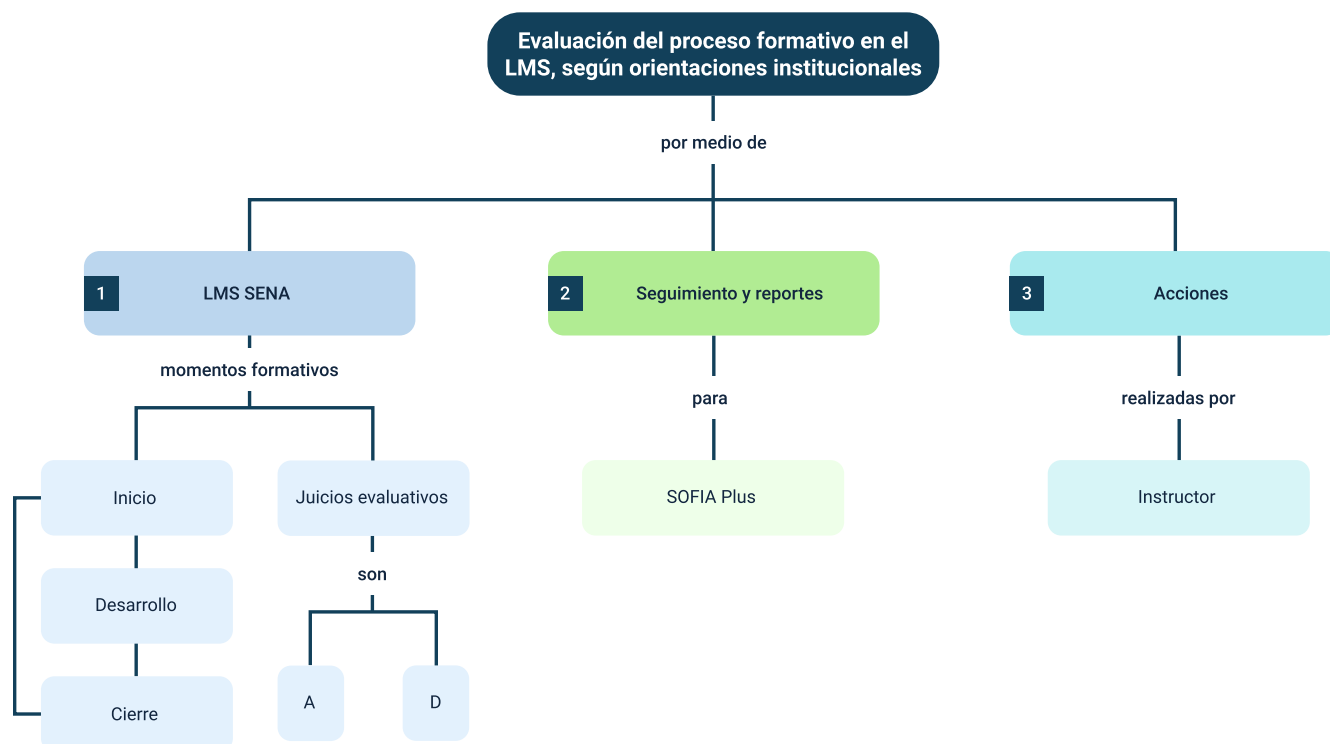 Evaluación del proceso formativo en el
LMS, según orientaciones institucionales
por medio de
1
LMS SENA
2
Seguimiento y reportes
3
Acciones
momentos formativos
para
realizadas por
Inicio
Juicios evaluativos
SOFIA Plus
Instructor
son
Desarrollo
A
D
Cierre